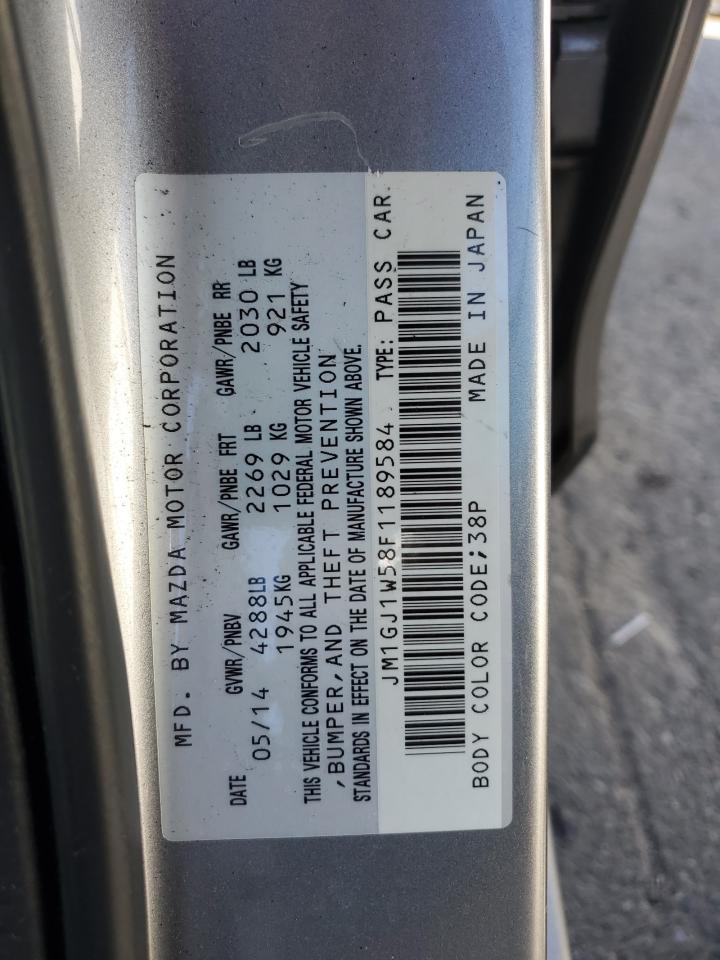 MFD. BY MAZDA MOTOR CORPORATION
DATE GVWR/PNBV GAWR/PNBE FRT GAWR/PNBE RR
05/14 4288LB 2269 LB 2030 LB
1945KG 1029 KG 921 KG
THIS VEHICLE CONFORMS TO ALL APPLICABLE FEDERAL MOTOR VEHICLE SAFETY
,BUMPER,AND THEFT PREVENTION
STANDARDS IN EFFECT ON THE DATE OF MANUFACTURE SHOWN ABOVE.
JM1GJ1W58F1189584 TYPE: PASS CAR.
BODY COLOR CODE;38P MADE IN JAPAN